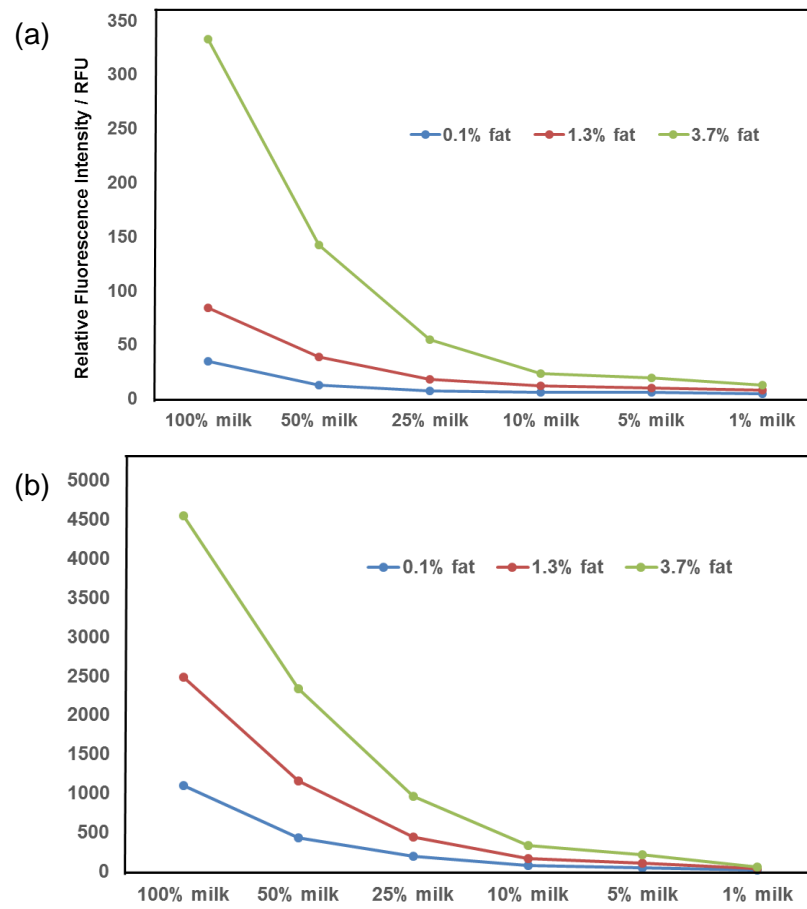 (a)
Relative Fluorescence Intensity / RFU
350
300
250
200
150
100
50
0
0.1% fat 1.3% fat 3.7% fat
100% milk 50% milk 25% milk 10% milk 5% milk 1% milk
(b)
5000
4500
4000
3500
3000
2500
2000
1500
1000
500
0
0.1% fat 1.3% fat 3.7% fat
100% milk 50% milk 25% milk 10% milk 5% milk 1% milk